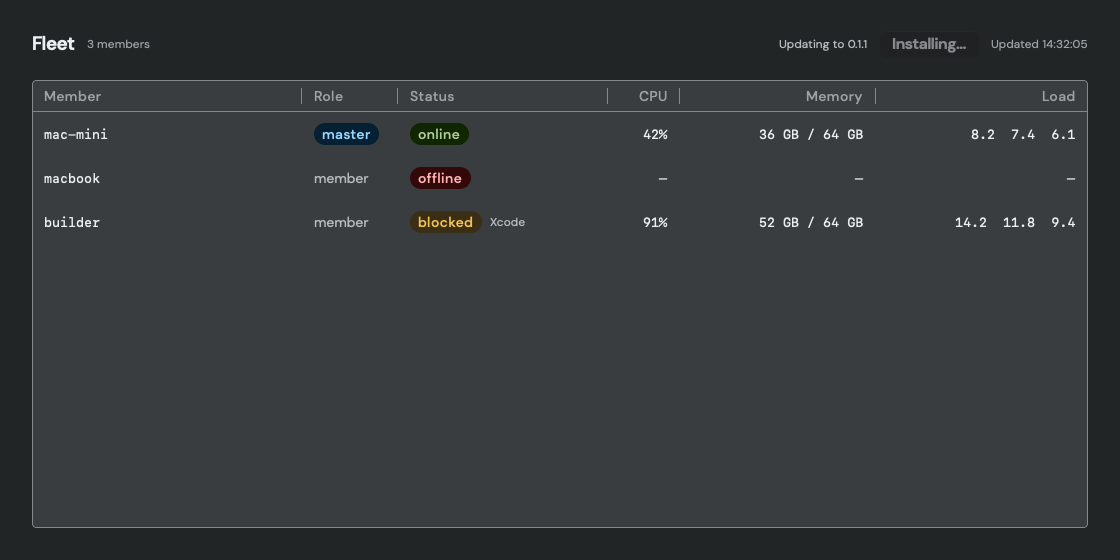 Fleet 3 members Updating to 0.1.1 Installing... Updated 14:32:05
Member Role Status CPU Memory Load
mac-mini master online 42% 36 GB / 64 GB 8.2 7.4 6.1
macbook member offline — — —
builder member blocked Xcode 91% 52 GB / 64 GB 14.2 11.8 9.4